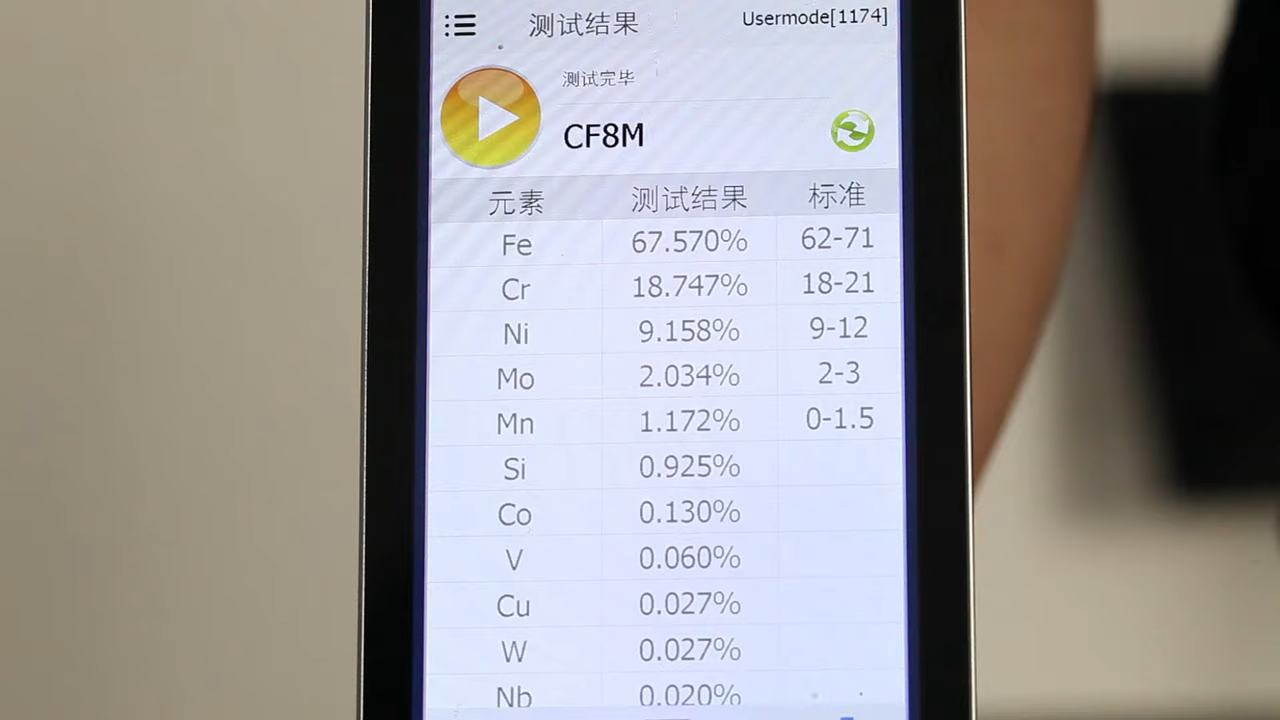 测试结果 Usermode[1174]
测试完毕
CF8M
元素 测试结果 标准
Fe 67.570% 62-71
Cr 18.747% 18-21
Ni 9.158% 9-12
Mo 2.034% 2-3
Mn 1.172% 0-1.5
Si 0.925%
Co 0.130%
V 0.060%
Cu 0.027%
W 0.027%
Nb 0.020%